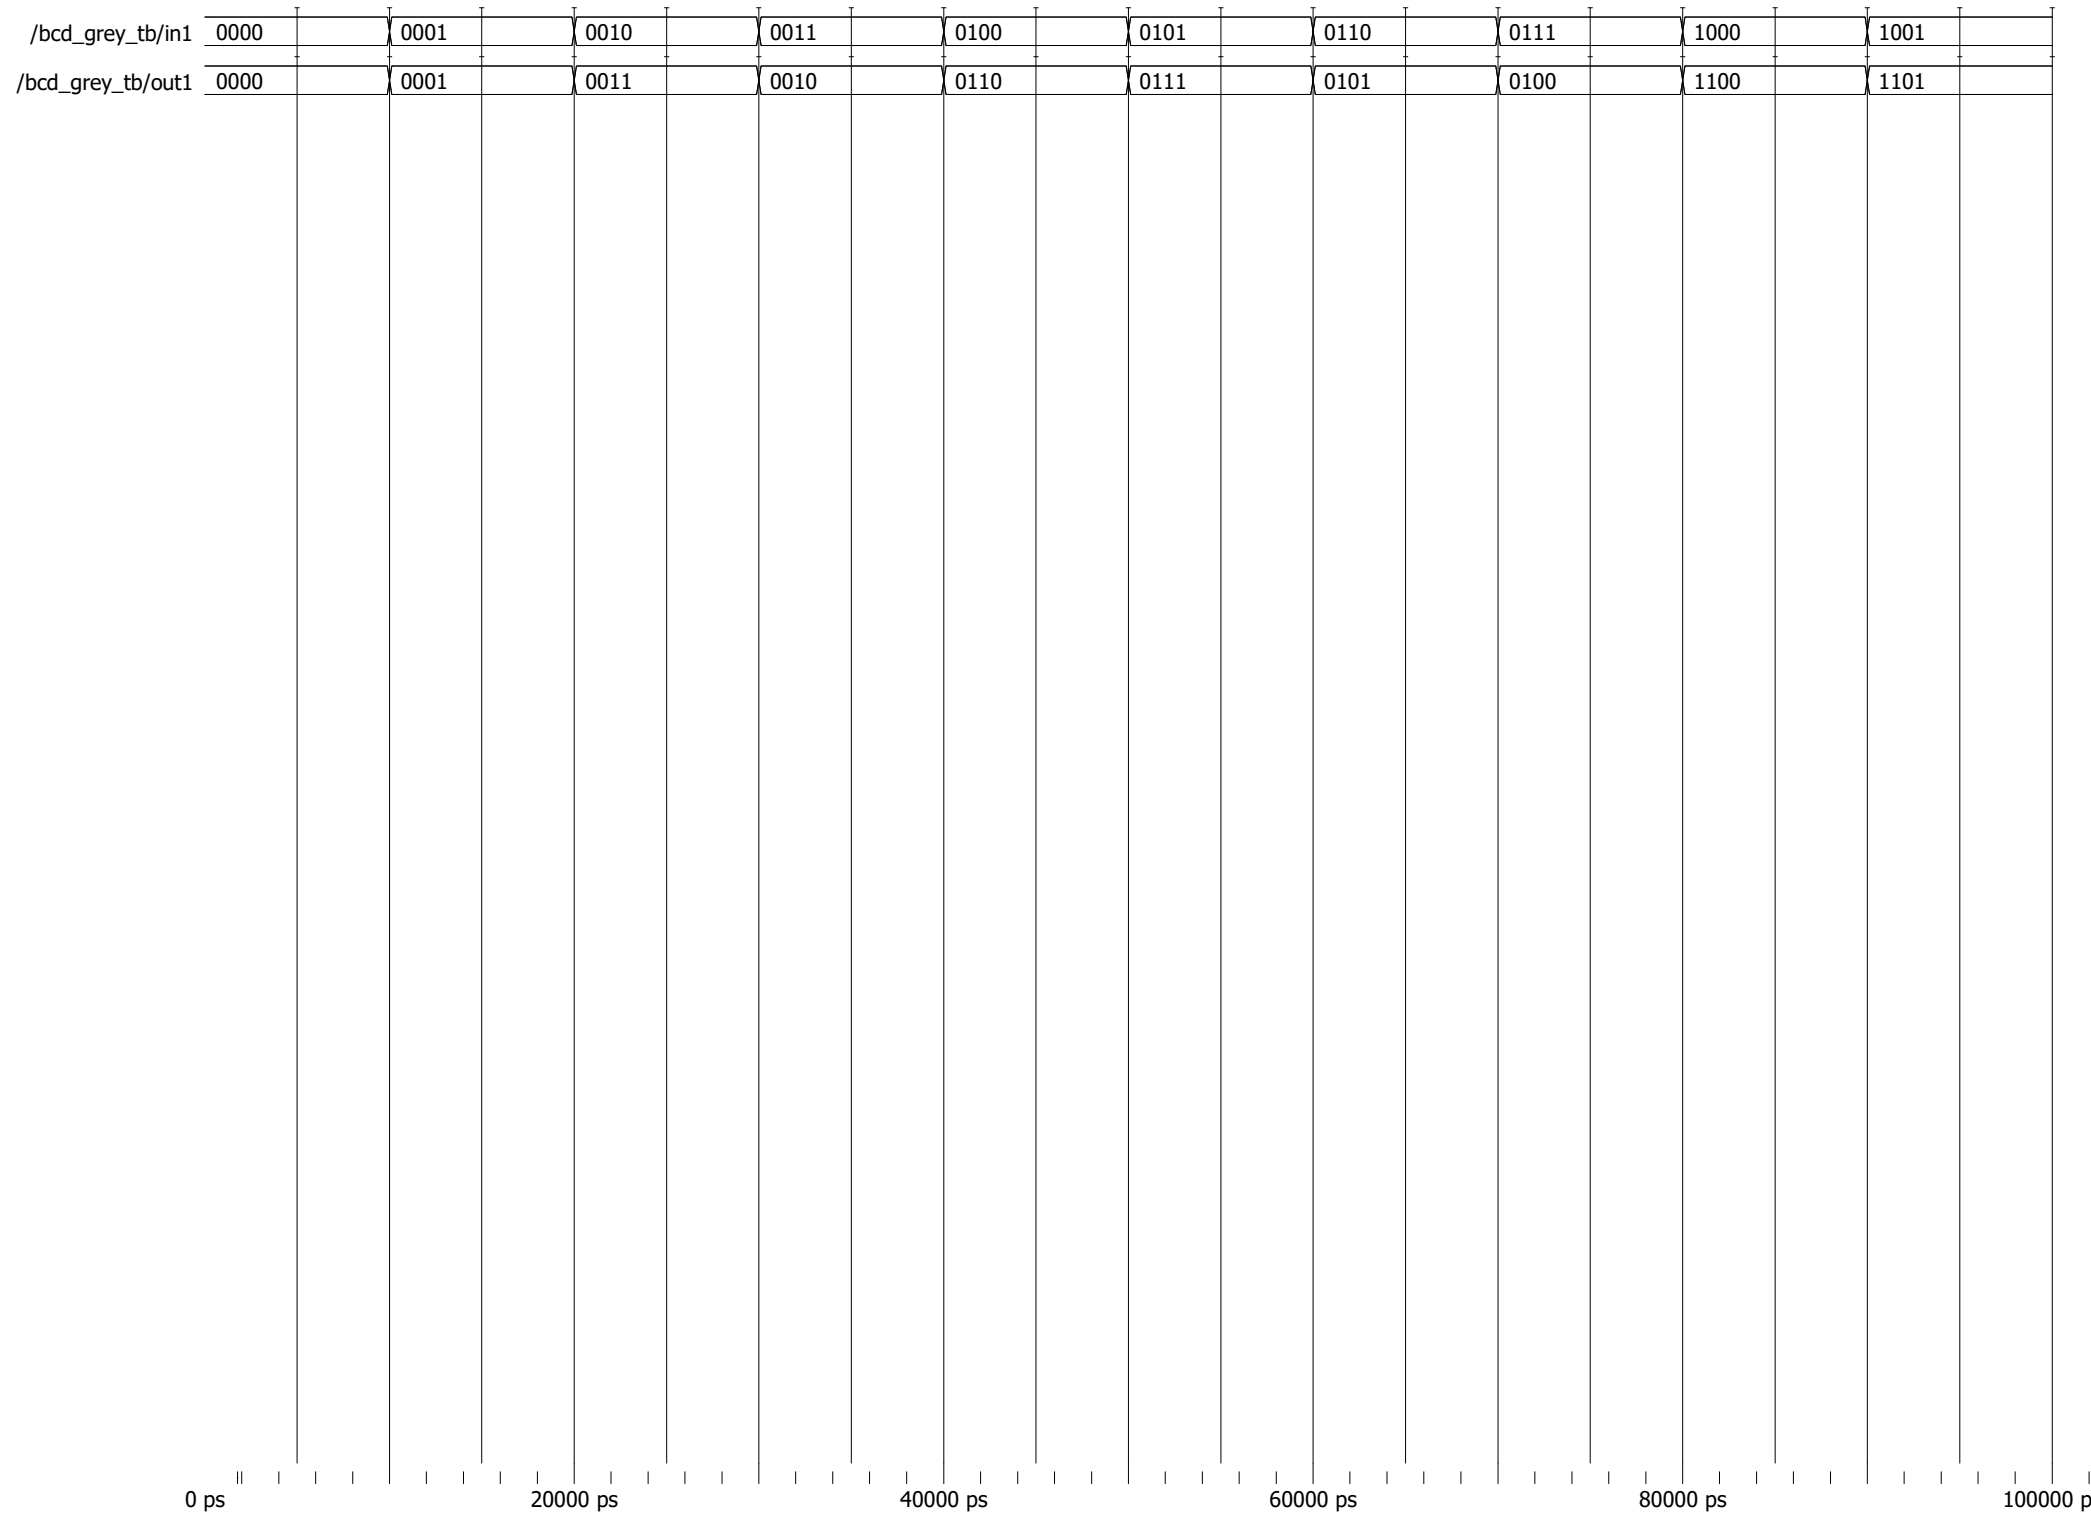 /bcd_grey_tb/in1 0000 0001 0010 0011 0100 0101 0110 0111 1000 1001
/bcd_grey_tb/out1 0000 0001 0011 0010 0110 0111 0101 0100 1100 1101
0 ps 20000 ps 40000 ps 60000 ps 80000 ps 100000 p